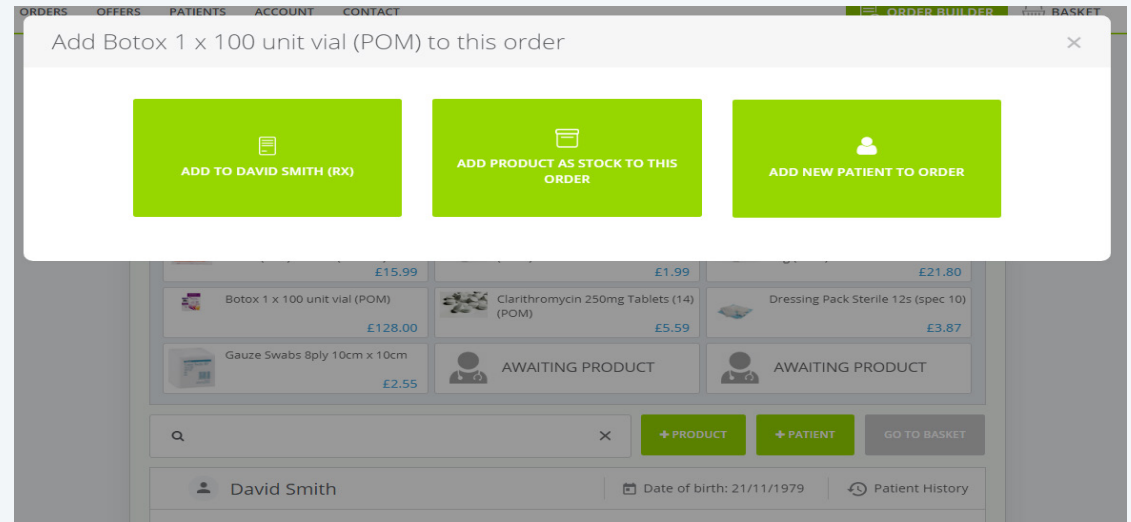 ORDERS OFFERS PATIENTS ACCOUNT CONTACT ORDER BUILDER BASKET
Add Botox 1 x 100 unit vial (POM) to this order
ADD TO DAVID SMITH (RX)
ADD PRODUCT AS STOCK TO THIS
ORDER
ADD NEW PATIENT TO ORDER
£15.99 £1.99 £21.80
Botox 1 x 100 unit vial (POM)
£128.00
Clarithromycin 250mg Tablets (14)
(POM)
£5.59
Dressing Pack Sterile 12s (spec 10)
£3.87
Gauze Swabs 8ply 10cm x 10cm
£2.55
AWAITING PRODUCT
AWAITING PRODUCT
+ PRODUCT + PATIENT GO TO BASKET
David Smith Date of birth: 21/11/1979 Patient History